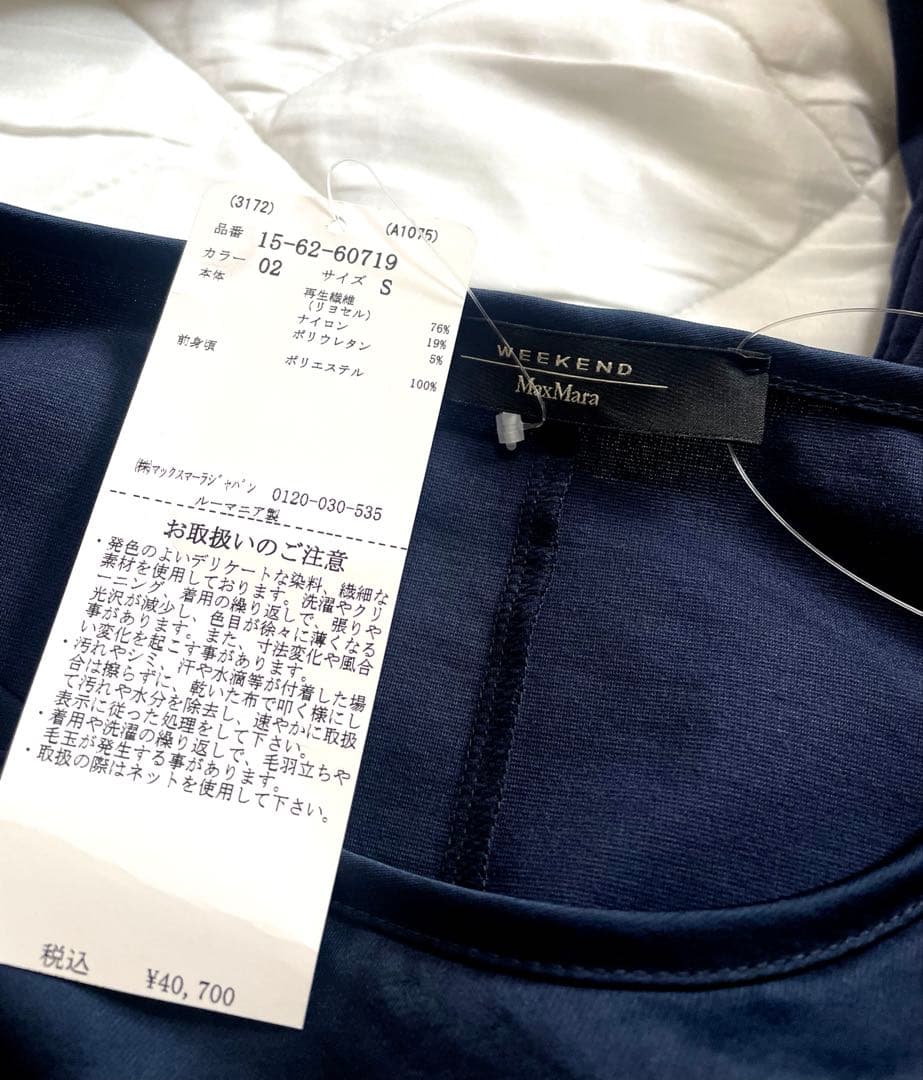 (3172) (A1075)
品番 15-62-60719
カラー 02 サイズ S
本体 再生繊維
(リヨセル) 76%
ナイロン 19%
ポリウレタン 5%
前身頃 ポリエステル 100%
㈱マックスマーラジャパン 0120-030-535
ルーマニア製
お取扱いのご注意
・発色のよいデリケートな染料、繊細な
素材を使用しております。洗濯やクリ
ーニング、着用の繰り返しで、張りや
光沢が減少し、色目が徐々に薄くなる
事があります。また、寸法変化や風合
い変化を起こす事があります。
・汚れやシミ、汗や水滴等が付着した場
合は擦らずに、乾いた布で叩く様にし
て汚れや水分を除去し、速やかに取扱
表示に従った処理をして下さい。
・着用や洗濯の繰り返しで、毛羽立ちや
毛玉が発生する事があります。
・取扱の際はネットを使用して下さい。
税込 ¥40,700
WEEKEND
MaxMara